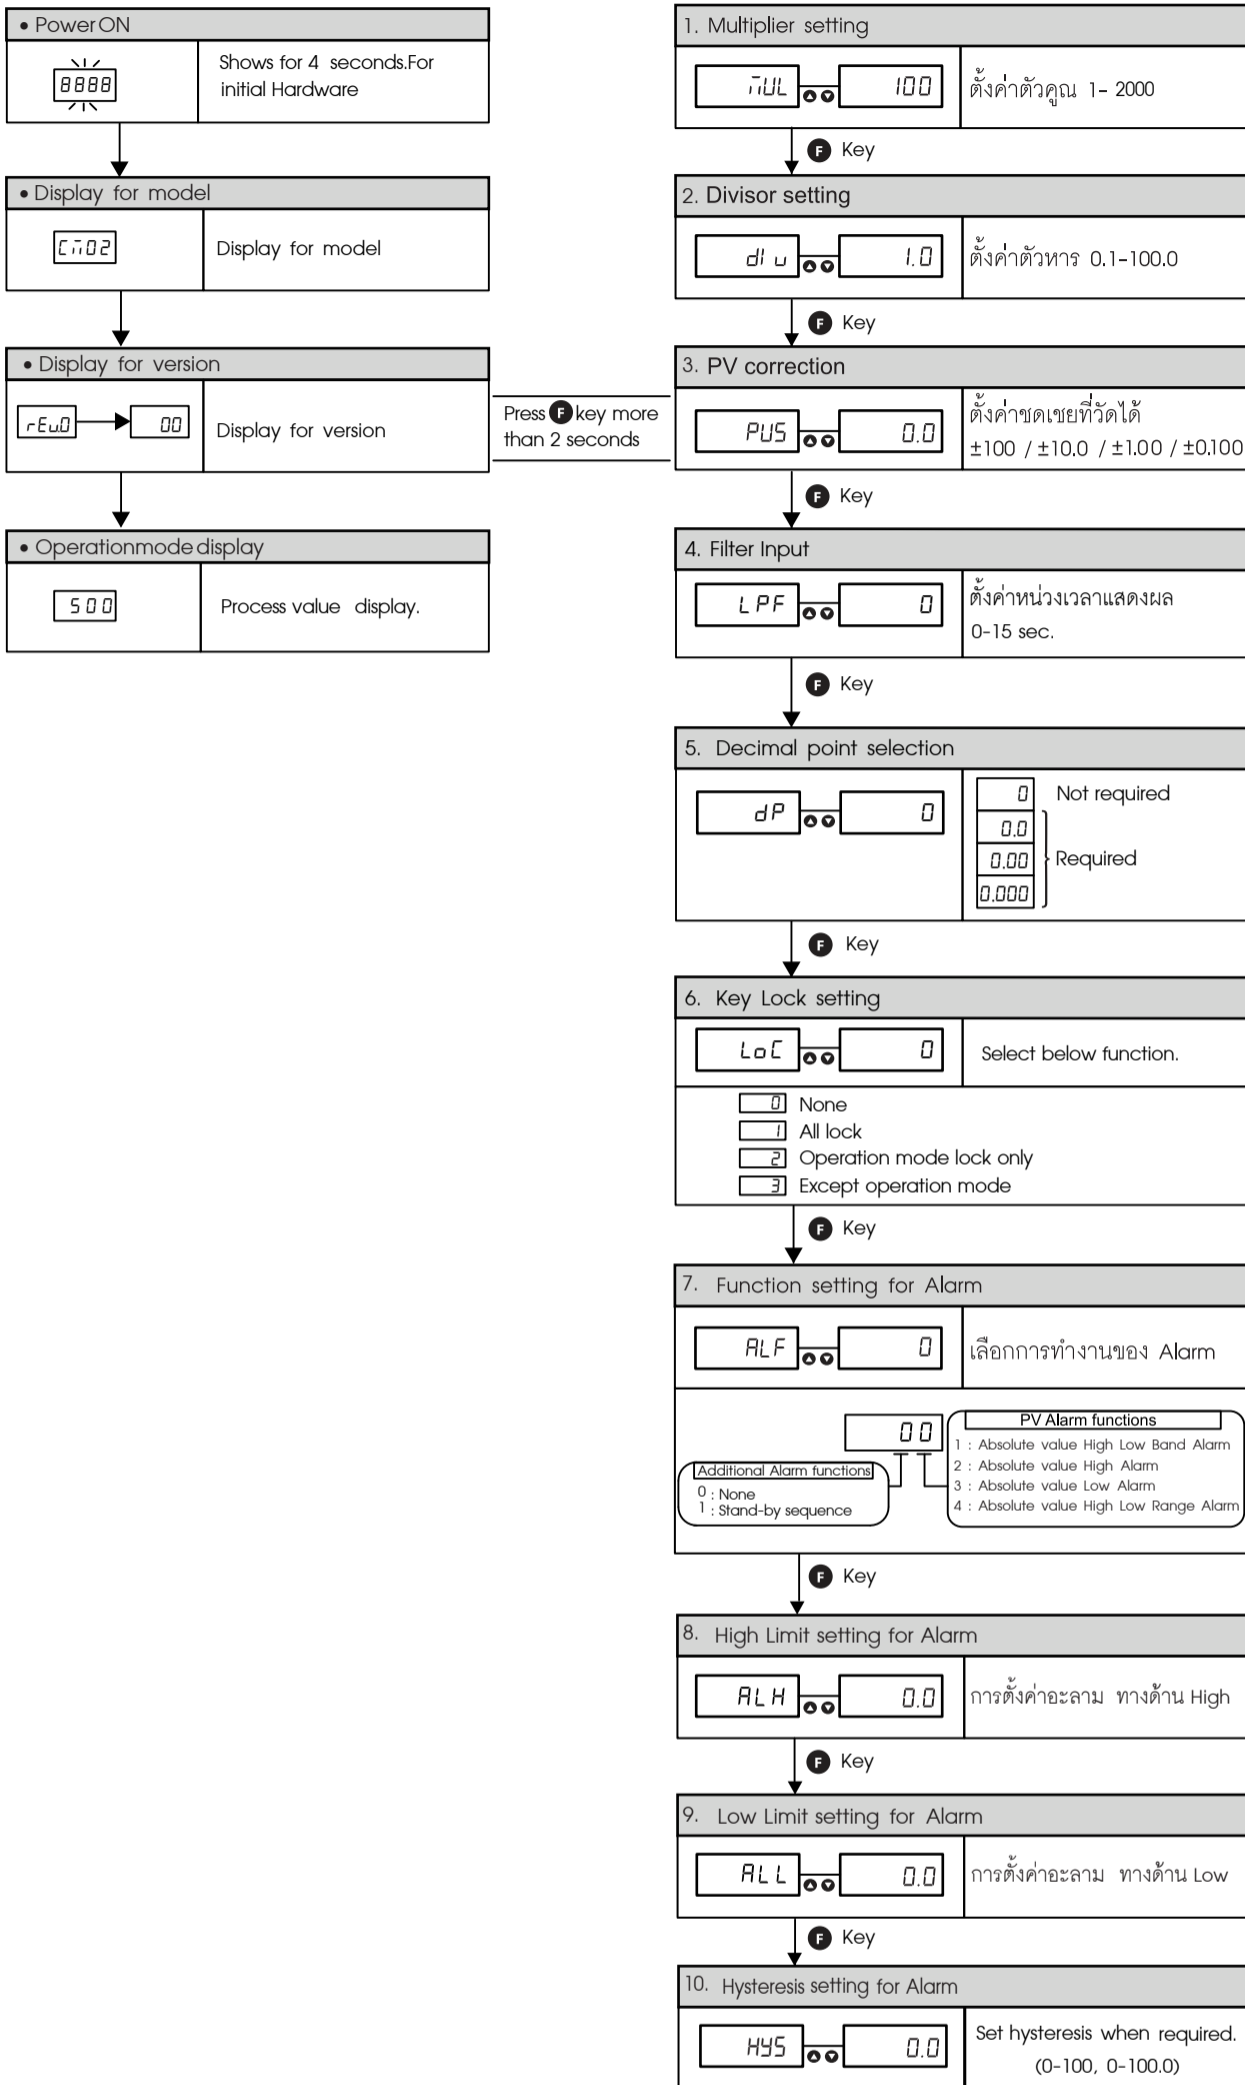 • Power ON
8888
Shows for 4 seconds.For
initial Hardware
• Display for model
CM02
Display for model
• Display for version
rEv.0
00
Display for version
Press F key more
than 2 seconds
• Operationmode display
500
Process value display.
1. Multiplier setting
MUL
100
ตั้งค่าตัวคูณ 1- 2000
F Key
2. Divisor setting
dIv
1.0
ตั้งค่าตัวหาร 0.1-100.0
F Key
3. PV correction
PVS
0.0
ตั้งค่าชดเชยที่วัดได้
±100 / ±10.0 / ±1.00 / ±0.100
F Key
4. Filter Input
LPF
0
ตั้งค่าหน่วงเวลาแสดงผล
0-15 sec.
F Key
5. Decimal point selection
dP
0
0 Not required
0.0
0.00 Required
0.000
F Key
6. Key Lock setting
LoC
0
Select below function.
0 None
1 All lock
2 Operation mode lock only
3 Except operation mode
F Key
7. Function setting for Alarm
ALF
0
เลือกการทำงานของ Alarm
00
Additional Alarm functions
0 : None
1 : Stand-by sequence
PV Alarm functions
1 : Absolute value High Low Band Alarm
2 : Absolute value High Alarm
3 : Absolute value Low Alarm
4 : Absolute value High Low Range Alarm
F Key
8. High Limit setting for Alarm
ALH
0.0
การตั้งค่าอะลาม ทางด้าน High
F Key
9. Low Limit setting for Alarm
ALL
0.0
การตั้งค่าอะลาม ทางด้าน Low
F Key
10. Hysteresis setting for Alarm
HYS
0.0
Set hysteresis when required.
(0-100, 0-100.0)